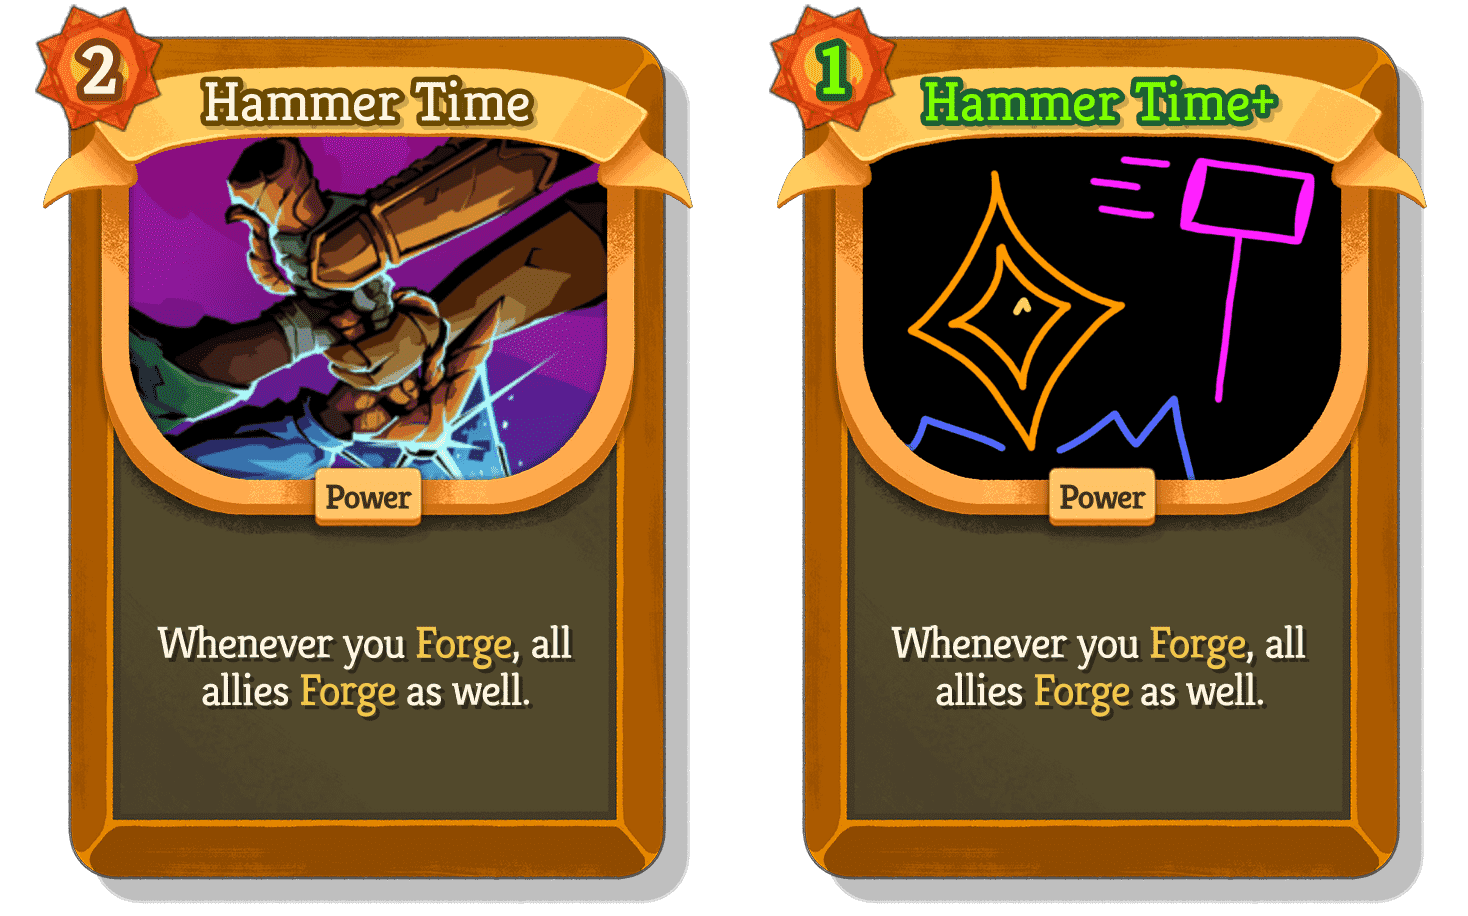 2
Hammer Time
Power
Whenever you Forge, all
allies Forge as well.
1
Hammer Time+
Power
Whenever you Forge, all
allies Forge as well.